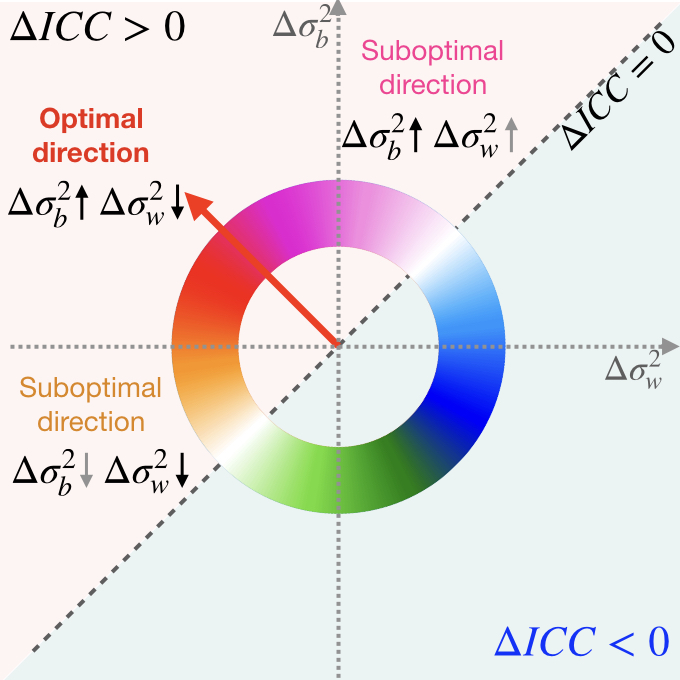 ΔICC > 0
Δσ_b^2
Suboptimal
direction
Δσ_b^2↑ Δσ_w^2↑
ΔICC = 0
Optimal
direction
Δσ_b^2↑ Δσ_w^2↓
Δσ_w^2
Suboptimal
direction
Δσ_b^2↓ Δσ_w^2↓
ΔICC < 0